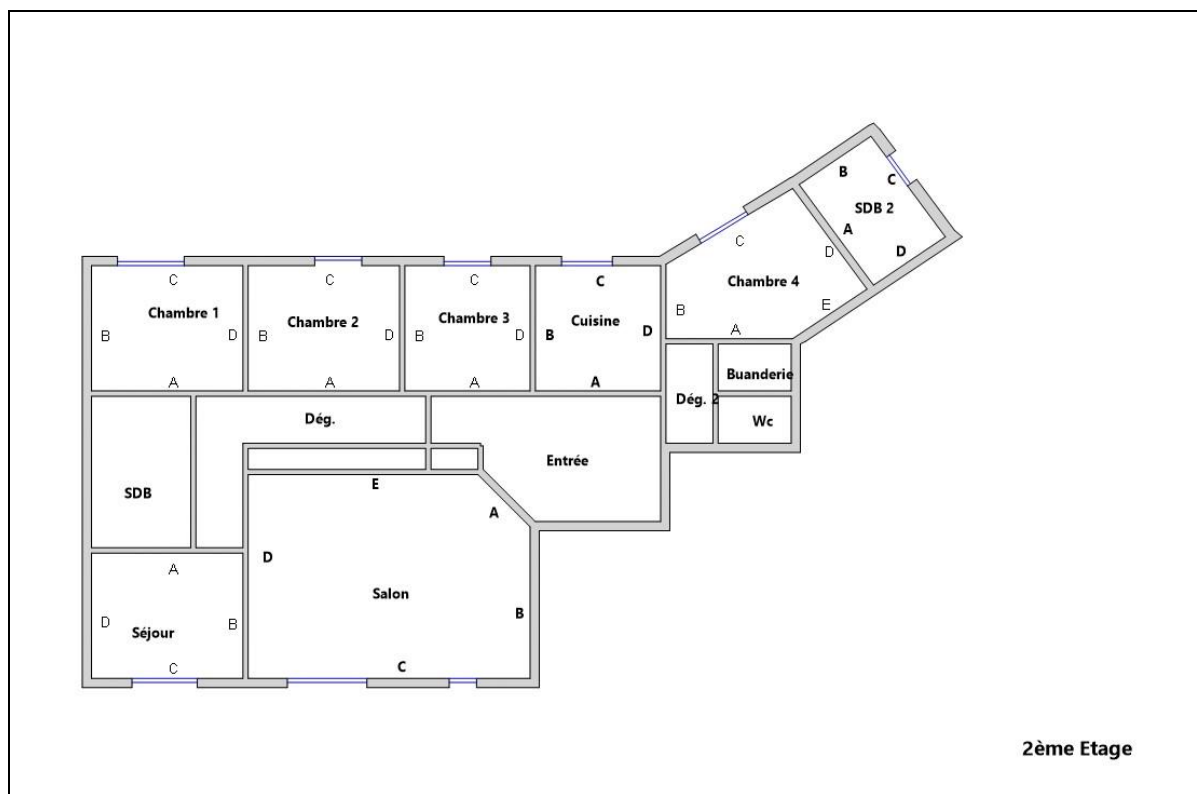 B
C
SDB 2
A
D
C
D
Chambre 4
B
E
A
C
Chambre 1
B
D
A
C
Chambre 2
B
D
A
C
Chambre 3
B
D
A
C
Cuisine
B
D
A
Buanderie
Dég. 2
Wc
Dég.
Entrée
SDB
E
A
D
Salon
B
C
A
D
B
Séjour
C
2ème Etage